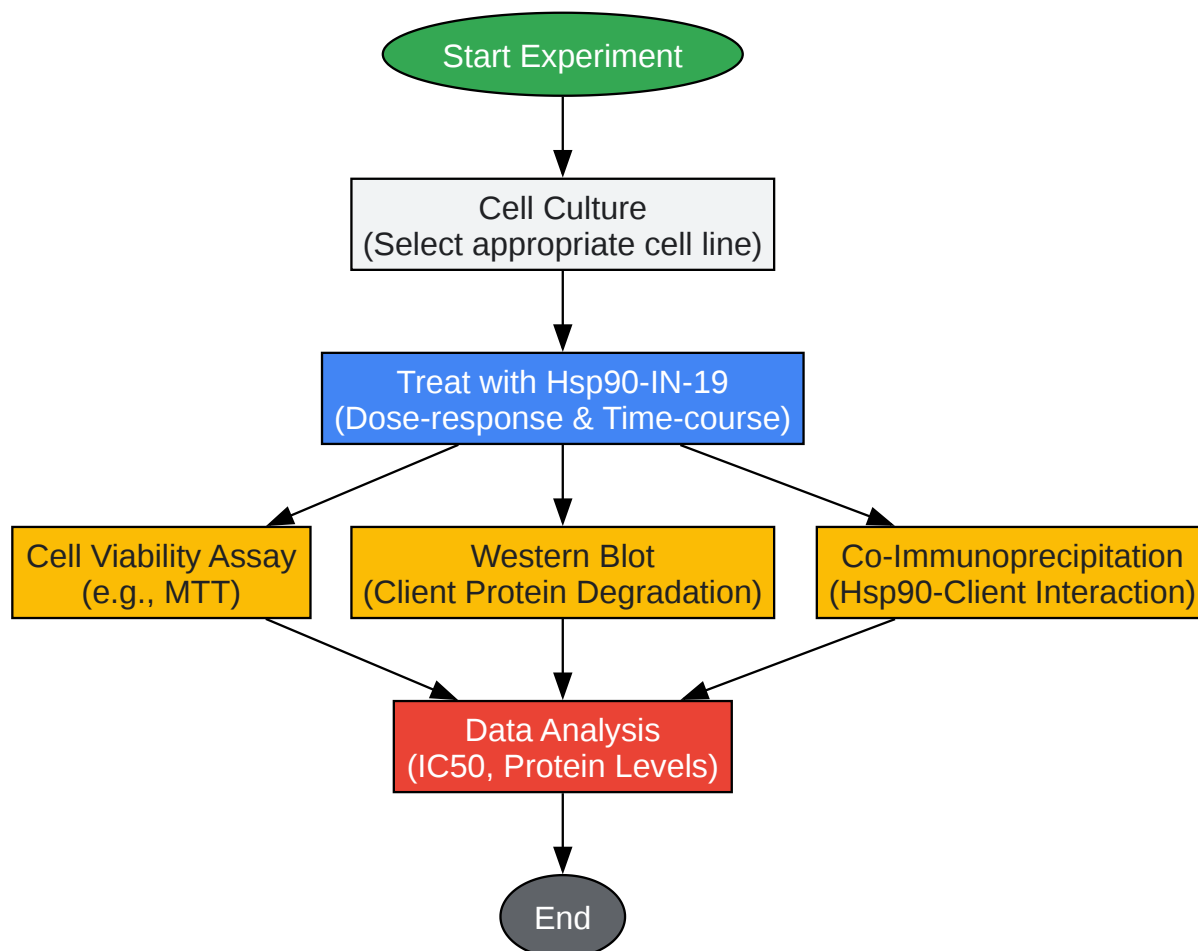 Start Experiment
Cell Culture
(Select appropriate cell line)
Treat with Hsp90-IN-19
(Dose-response & Time-course)
Cell Viability Assay
(e.g., MTT)
Western Blot
(Client Protein Degradation)
Co-Immunoprecipitation
(Hsp90-Client Interaction)
Data Analysis
(IC50, Protein Levels)
End